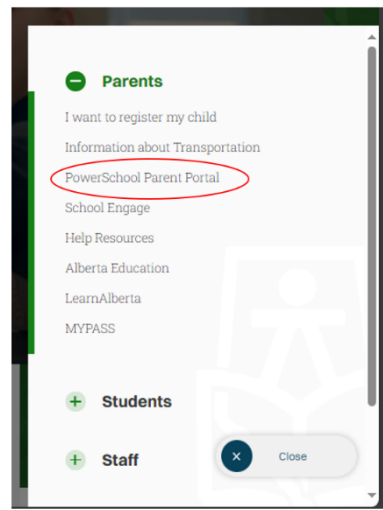 Parents
I want to register my child
Information about Transportation
PowerSchool Parent Portal
School Engage
Help Resources
Alberta Education
LearnAlberta
MYPASS
Students
Staff
Close